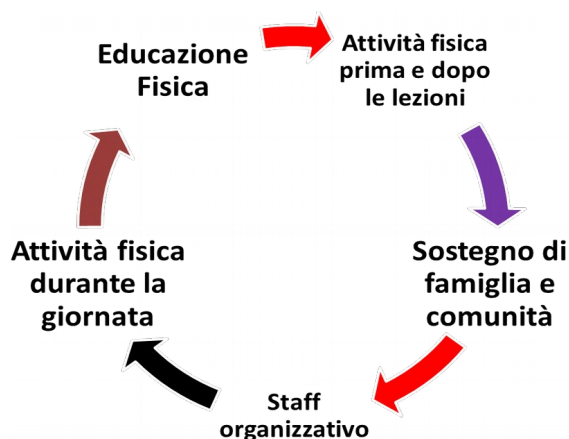 Educazione
Fisica
Attività fisica
prima e dopo
le lezioni
Sostegno di
famiglia e
comunità
Staff
organizzativo
Attività fisica
durante la
giornata